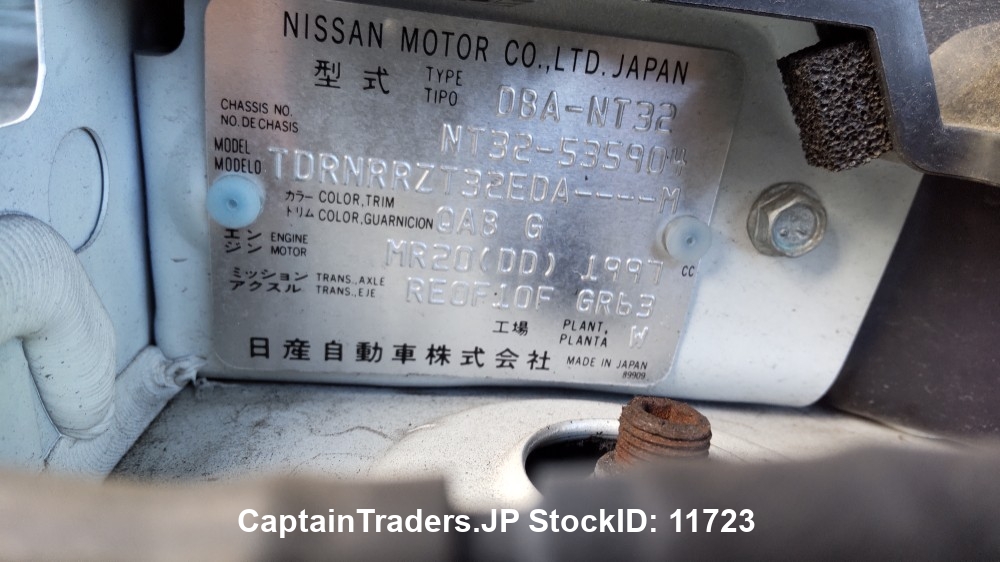 NISSAN MOTOR CO.,LTD. JAPAN
型式 TYPE TIPO DBA-NT32
CHASSIS NO. NO. DE CHASIS NT32-535904
MODEL MODELO TDRNRRZT32EDA----M
カラー COLOR,TRIM
トリム COLOR,GUARNICION QAB G
エンジン ENGINE MOTOR MR20(DD) 1997 CC
ミッション TRANS.,AXLE
アクスル TRANS.,EJE RE0F10F GR63
工場 PLANT, PLANTA W
日産自動車株式会社 MADE IN JAPAN
89909
CaptainTraders.JP StockID: 11723